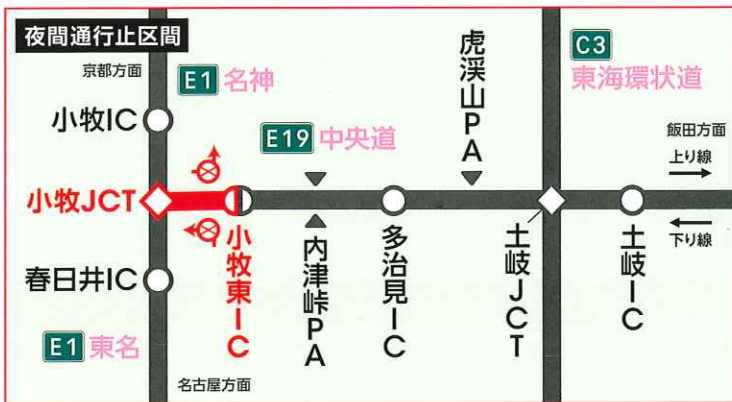 夜間通行止区間
京都方面
E1 名神
小牧IC
E19 中央道
虎渓山PA
C3
東海環状道
飯田方面
上り線
小牧JCT
下り線
小牧東IC
内津峠PA
多治見IC
土岐JCT
土岐IC
春日井IC
E1 東名
名古屋方面